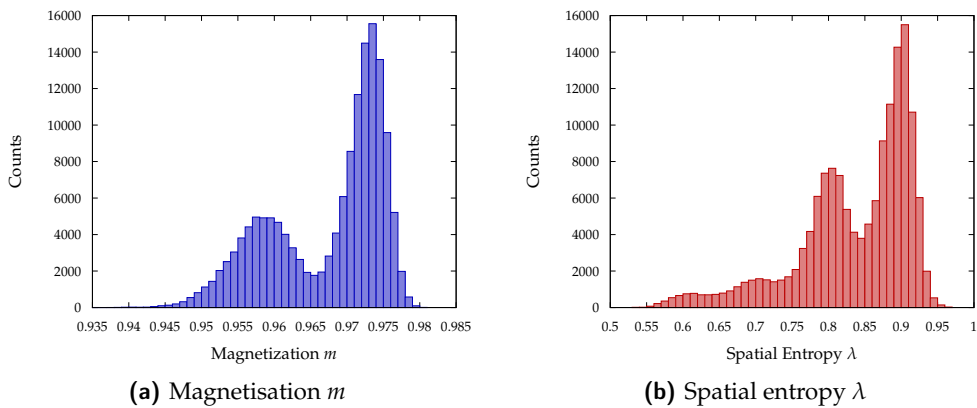 16000
14000
12000
10000
8000
6000
4000
2000
0
Counts
0.935 0.94 0.945 0.95 0.955 0.96 0.965 0.97 0.975 0.98 0.985
Magnetization m
(a) Magnetisation m
16000
14000
12000
10000
8000
6000
4000
2000
0
Counts
0.5 0.55 0.6 0.65 0.7 0.75 0.8 0.85 0.9 0.95 1
Spatial Entropy λ
(b) Spatial entropy λ